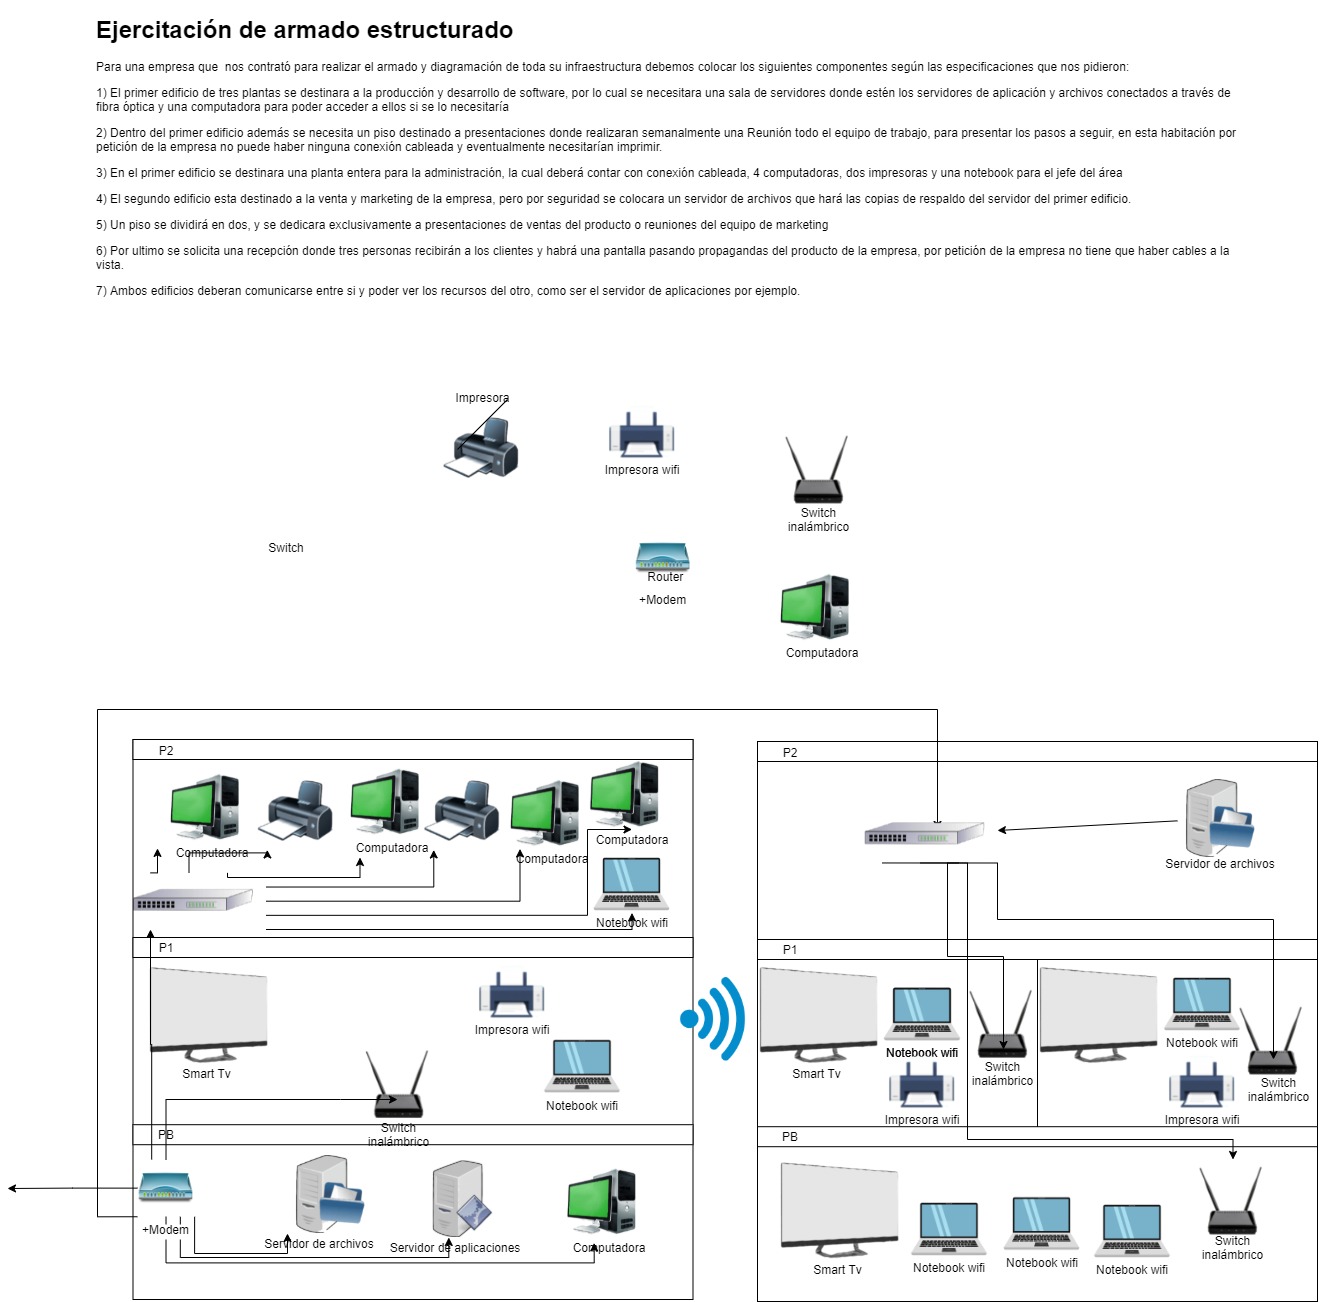 Ejercitación de armado estructurado
Para una empresa que  nos contrató para realizar el armado y diagramación de toda su infraestructura debemos colocar los siguientes componentes según las especificaciones que nos pidieron:
1) El primer edificio de tres plantas se destinara a la producción y desarrollo de software, por lo cual se necesitara una sala de servidores donde estén los servidores de aplicación y archivos conectados a través de
fibra óptica y una computadora para poder acceder a ellos si se lo necesitaría
2) Dentro del primer edificio además se necesita un piso destinado a presentaciones donde realizaran semanalmente una Reunión todo el equipo de trabajo, para presentar los pasos a seguir, en esta habitación por
petición de la empresa no puede haber ninguna conexión cableada y eventualmente necesitarían imprimir.
3) En el primer edificio se destinara una planta entera para la administración, la cual deberá contar con conexión cableada, 4 computadoras, dos impresoras y una notebook para el jefe del área
4) El segundo edificio esta destinado a la venta y marketing de la empresa, pero por seguridad se colocara un servidor de archivos que hará las copias de respaldo del servidor del primer edificio.
5) Un piso se dividirá en dos, y se dedicara exclusivamente a presentaciones de ventas del producto o reuniones del equipo de marketing
6) Por ultimo se solicita una recepción donde tres personas recibirán a los clientes y habrá una pantalla pasando propagandas del producto de la empresa, por petición de la empresa no tiene que haber cables a la
vista.
7) Ambos edificios deberan comunicarse entre si y poder ver los recursos del otro, como ser el servidor de aplicaciones por ejemplo.
Impresora
Impresora wifi
Switch
inalámbrico
Switch
Router
+Modem
Computadora
P2
Computadora
Computadora
Computadora
Computadora
Notebook wifi
P1
Smart Tv
Impresora wifi
Notebook wifi
Switch
inalámbrico
PB
+Modem
Servidor de archivos
Servidor de aplicaciones
Computadora
P2
Servidor de archivos
P1
Smart Tv
Notebook wifi
Impresora wifi
Switch
inalámbrico
Notebook wifi
Impresora wifi
Switch
inalámbrico
PB
Smart Tv
Notebook wifi
Notebook wifi
Notebook wifi
Switch
inalámbrico